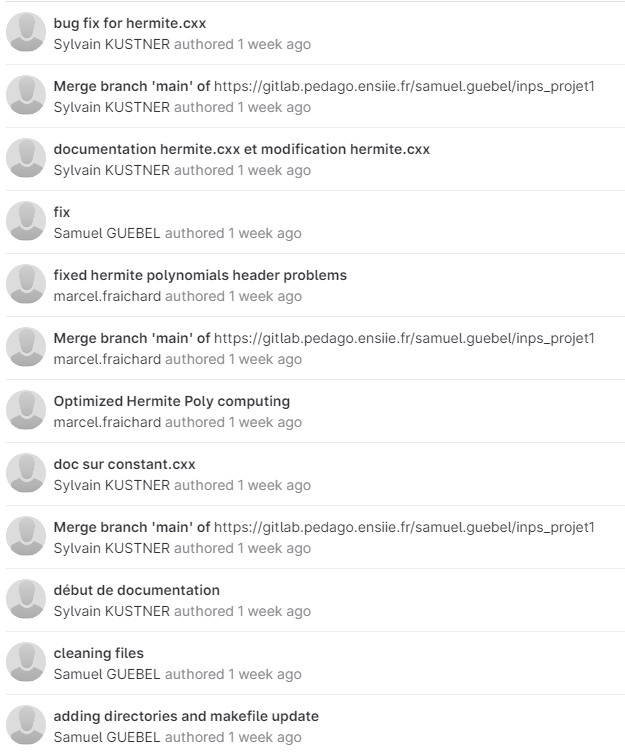 bug fix for hermite.cxx
Sylvain KUSTNER authored 1 week ago
Merge branch 'main' of https://gitlab.pedago.ensiie.fr/samuel.guebel/inps_projet1
Sylvain KUSTNER authored 1 week ago
documentation hermite.cxx et modification hermite.cxx
Sylvain KUSTNER authored 1 week ago
fix
Samuel GUEBEL authored 1 week ago
fixed hermite polynomials header problems
marcel.fraichard authored 1 week ago
Merge branch 'main' of https://gitlab.pedago.ensiie.fr/samuel.guebel/inps_projet1
marcel.fraichard authored 1 week ago
Optimized Hermite Poly computing
marcel.fraichard authored 1 week ago
doc sur constant.cxx
Sylvain KUSTNER authored 1 week ago
Merge branch 'main' of https://gitlab.pedago.ensiie.fr/samuel.guebel/inps_projet1
Sylvain KUSTNER authored 1 week ago
début de documentation
Sylvain KUSTNER authored 1 week ago
cleaning files
Samuel GUEBEL authored 1 week ago
adding directories and makefile update
Samuel GUEBEL authored 1 week ago